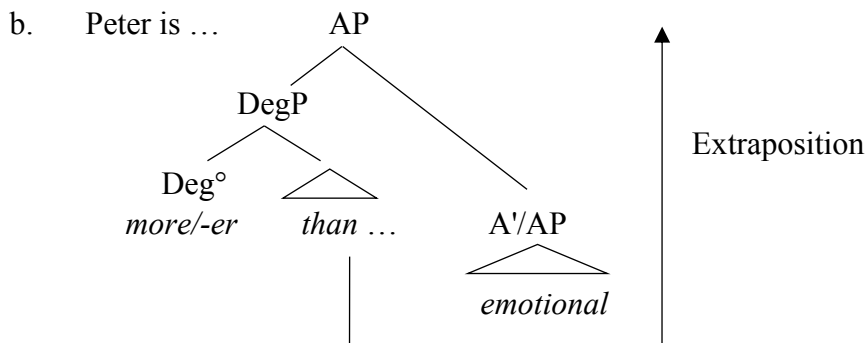 b. Peter is … AP
DegP
Extraposition
Deg°
more/-er than … A'/AP
emotional